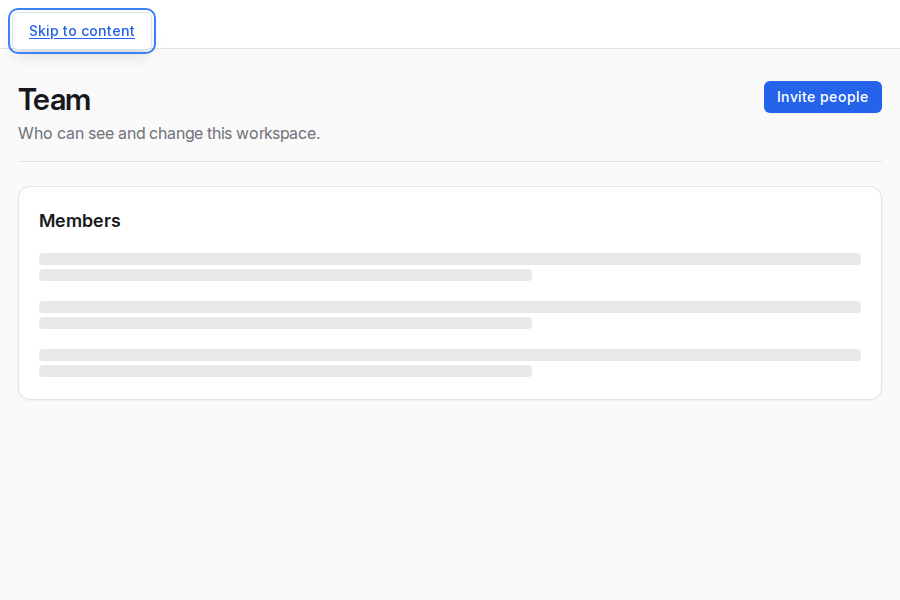 Skip to content
Team
Invite people
Who can see and change this workspace.
Members